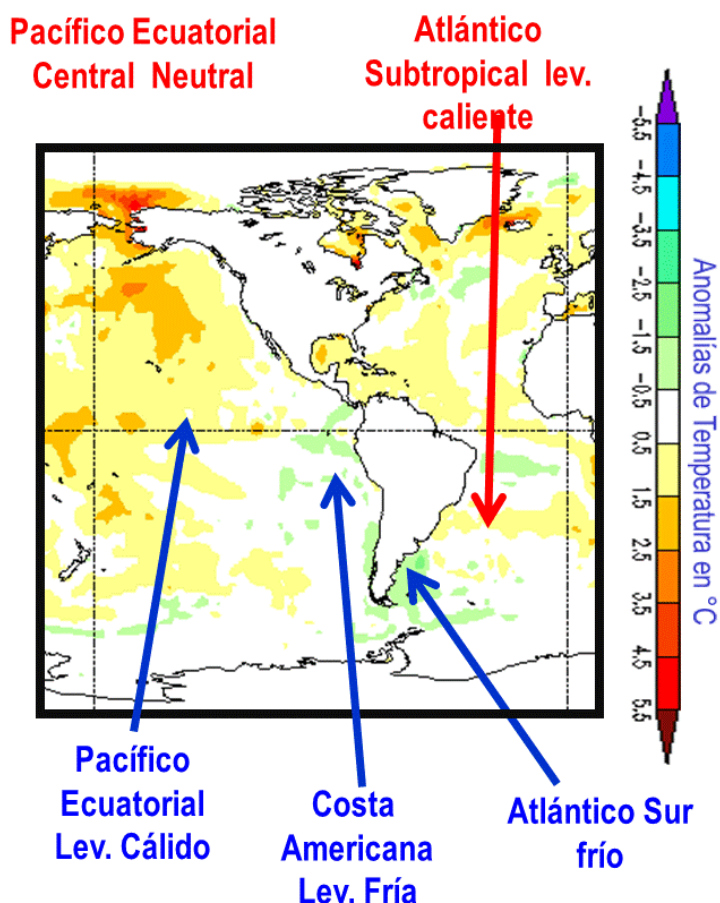 Pacífico Ecuatorial
Central Neutral
Atlántico
Subtropical lev.
caliente
-5.5
-4.5
-3.5
-2.5
-1.5
-0.5
0.5
1.5
2.5
3.5
4.5
5.5
Anomalías de Temperatura en °C
Pacífico
Ecuatorial
Lev. Cálido
Costa
Americana
Lev. Fría
Atlántico Sur
frío